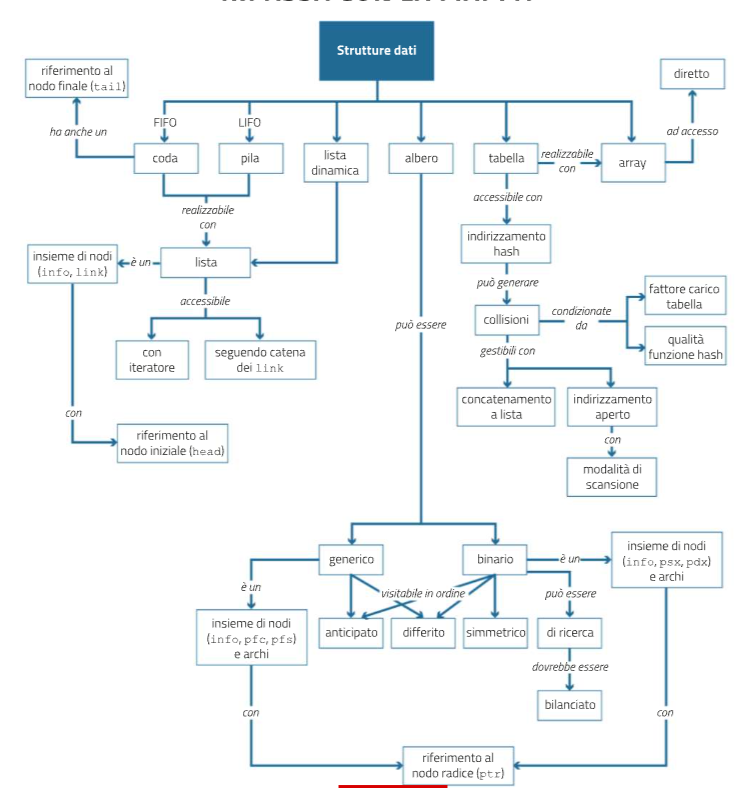 Strutture dati
riferimento al
nodo finale (tail)
diretto
ha anche un
FIFO
LIFO
ad accesso
coda
pila
lista
dinamica
albero
tabella
realizzabile
con
array
realizzabile
con
accessibile con
insieme di nodi
(info, link)
è un
lista
indirizzamento
hash
accessibile
può generare
fattore carico
tabella
collisioni
condizionate
da
può essere
qualità
funzione hash
gestibili con
con
iteratore
seguendo catena
dei link
concatenamento
a lista
indirizzamento
aperto
con
riferimento al
nodo iniziale (head)
con
modalità di
scansione
generico
binario
è un
insieme di nodi
(info, psx, pdx)
e archi
è un
visitabile in ordine
può essere
insieme di nodi
(info, pfc, pfs)
e archi
anticipato
differito
simmetrico
di ricerca
dovrebbe essere
bilanciato
con
con
riferimento al
nodo radice (ptr)